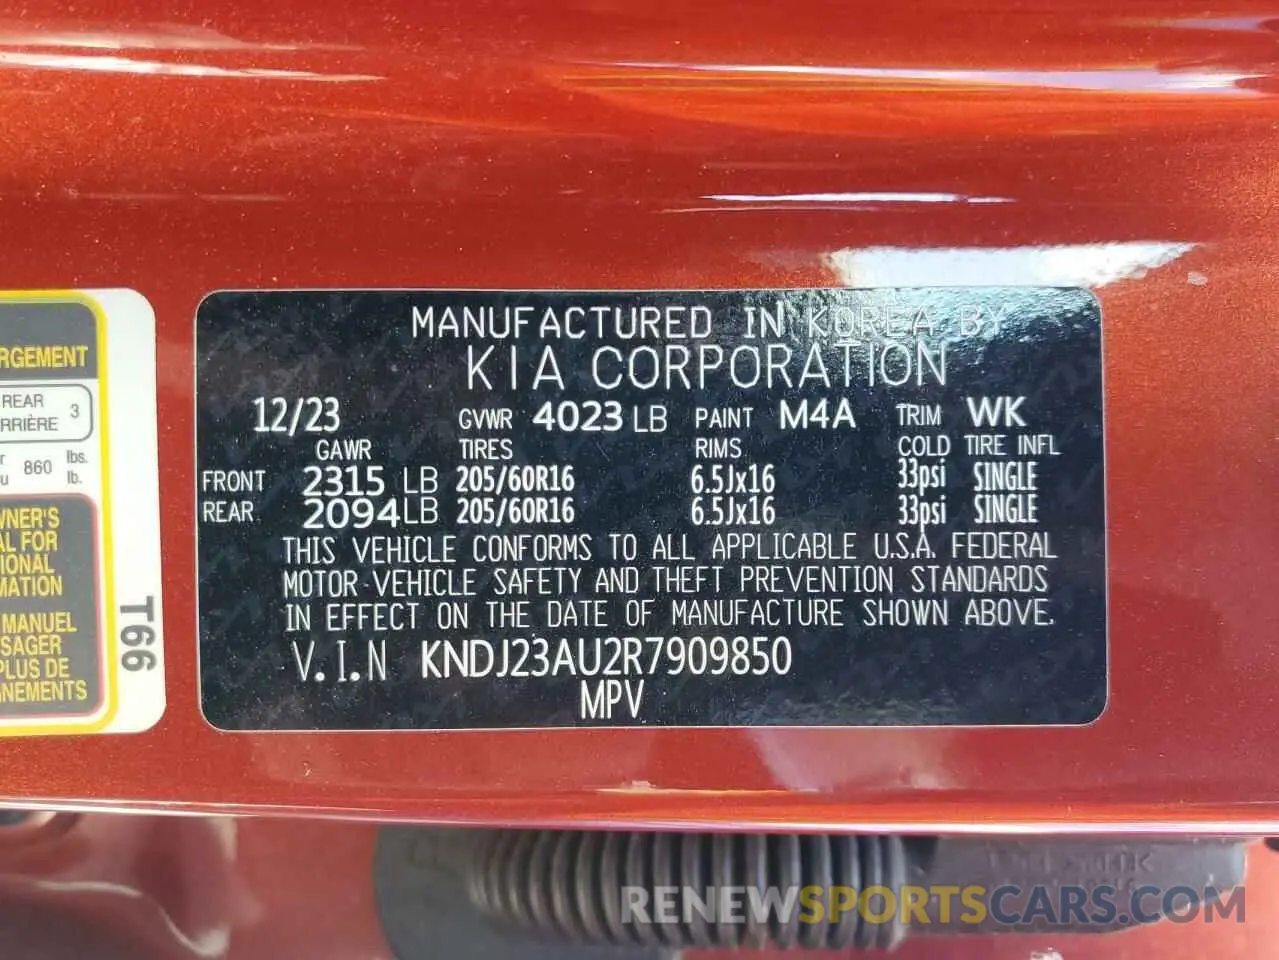 MANUFACTURED IN KOREA BY
KIA CORPORATION
12/23 GVWR 4023 LB PAINT M4A TRIM WK
GAWR TIRES RIMS COLD TIRE INFL
FRONT 2315 LB 205/60R16 6.5Jx16 33psi SINGLE
REAR 2094 LB 205/60R16 6.5Jx16 33psi SINGLE
THIS VEHICLE CONFORMS TO ALL APPLICABLE U.S.A. FEDERAL
MOTOR-VEHICLE SAFETY AND THEFT PREVENTION STANDARDS
IN EFFECT ON THE DATE OF MANUFACTURE SHOWN ABOVE.
V.I.N KNDJ23AU2R7909850
MPV
RGEMENT
REAR 3
RRIÈRE
860 lbs.
lb.
WNER'S
AL FOR
IONAL
MATION
MANUEL
SAGER
PLUS DE
NEMENTS
T66
RENEWSPORTSCARS.COM